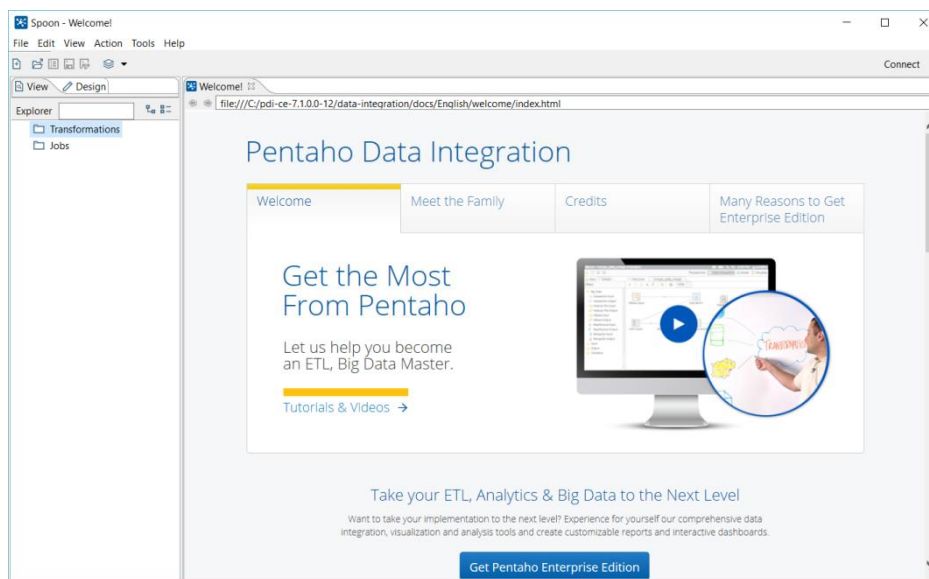 Spoon - Welcome!
File Edit View Action Tools Help
Connect
View Design
Welcome!
Explorer
file:///C:/pdi-ce-7.1.0.0-12/data-integration/docs/English/welcome/index.html
Transformations
Jobs
Pentaho Data Integration
Welcome
Meet the Family
Credits
Many Reasons to Get
Enterprise Edition
Get the Most
From Pentaho
Let us help you become
an ETL, Big Data Master.
Tutorials & Videos →
Take your ETL, Analytics & Big Data to the Next Level
Want to take your implementation to the next level? Experience for yourself our comprehensive data
integration, visualization and analysis tools and create customizable reports and interactive dashboards.
Get Pentaho Enterprise Edition